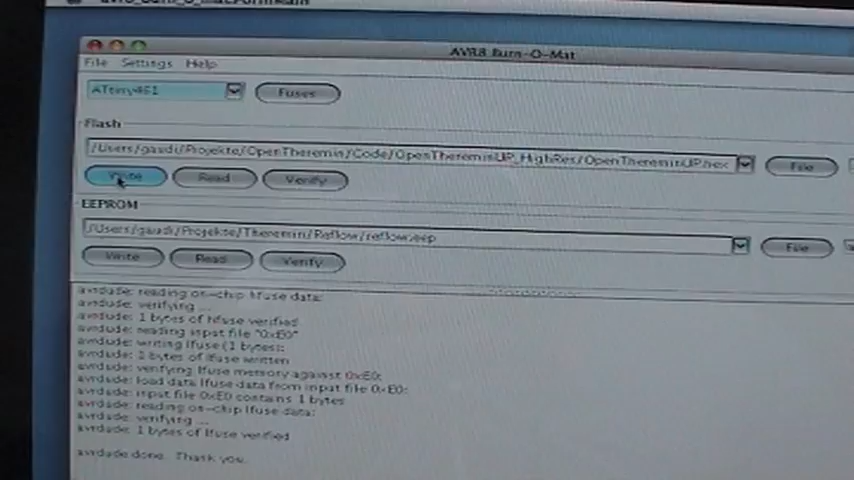 AVR8 Burn-O-Mat
File Settings Help
ATtiny461 Fuses
Flash
/Users/gaudi/Projekte/OpenTheremin/Code/OpenThereminUP_HighRes/OpenThereminUP.hex File
Write Read Verify
EEPROM
/Users/gaudi/Projekte/Theremin/Reflow/reflow.eep File
Write Read Verify
avrdude: reading on-chip hfuse data:
avrdude: verifying ...
avrdude: 1 bytes of hfuse verified
avrdude: reading input file "0xE0"
avrdude: writing lfuse (1 bytes):
avrdude: 1 bytes of lfuse written
avrdude: verifying lfuse memory against 0xE0:
avrdude: load data lfuse data from input file 0xE0:
avrdude: input file 0xE0 contains 1 bytes
avrdude: reading on-chip lfuse data:
avrdude: verifying ...
avrdude: 1 bytes of lfuse verified
avrdude done. Thank you.